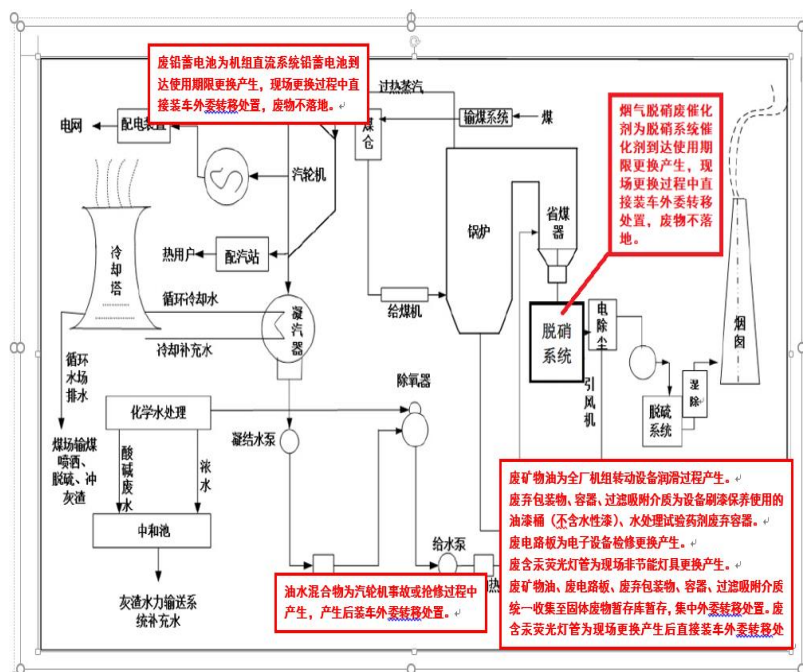 废铅蓄电池为机组直流系统铅蓄电池到
达使用期限更换产生，现场更换过程中直
接装车外委转移处置，废物不落地。
过热蒸汽
烟气脱硝废催化
剂为脱硝系统催
化剂到达使用期
限更换产生，现
场更换过程中直
接装车外委转移
处置，废物不落
地。
电网
配电装置
汽轮机
煤仓
输煤系统
煤
锅炉
省煤器
冷却塔
热用户
配汽站
循环冷却水
凝汽器
给煤机
脱硝
系统
电除尘
烟囱
冷却补充水
引风机
脱硫
系统
湿除
循环
水场
排水
除氧器
化学水处理
凝结水泵
煤场输煤
喷洒、
脱硫、冲
灰渣
酸碱废水
浓水
中和池
给水泵
灰渣水力输送系
统补充水
油水混合物为汽轮机事故或抢修过程中
产生，产生后装车外委转移处置。
热
废矿物油为全厂机组转动设备润滑过程产生。
废弃包装物、容器、过滤吸附介质为设备刷漆保养使用的
油漆桶（不含水性漆）、水处理试验药剂废弃容器。
废电路板为电子设备检修更换产生。
废含汞荧光灯管为现场非节能灯具更换产生。
废矿物油、废电路板、废弃包装物、容器、过滤吸附介质
统一收集至固体废物暂存库暂存，集中外委转移处置。废
含汞荧光灯管为现场更换产生后直接装车外委转移处